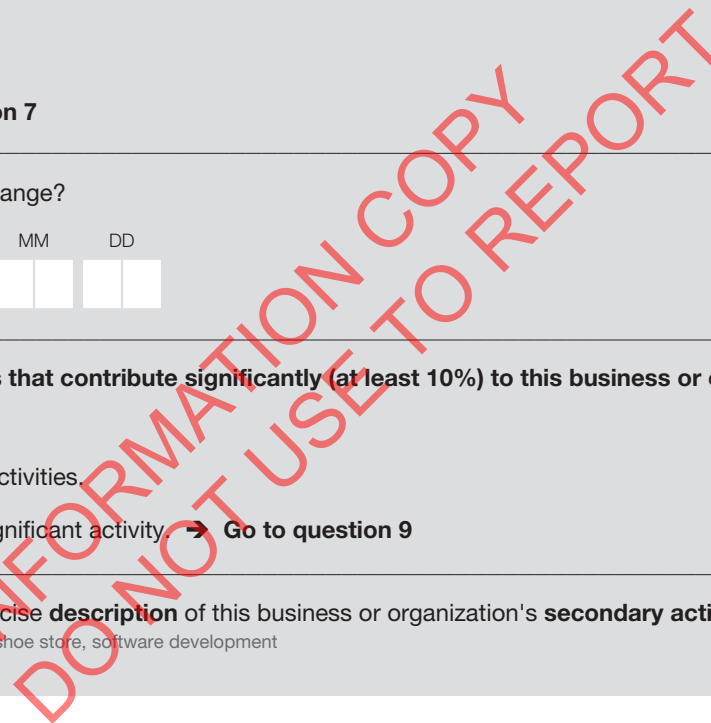 on 7
ange?
MM DD
s that contribute significantly (at least 10%) to this business or
ctivities.
gnificant activity. ➔ Go to question 9
cise description of this business or organization's secondary acti
shoe store, software development
INFORMATION COPY
DO NOT USE TO REPORT